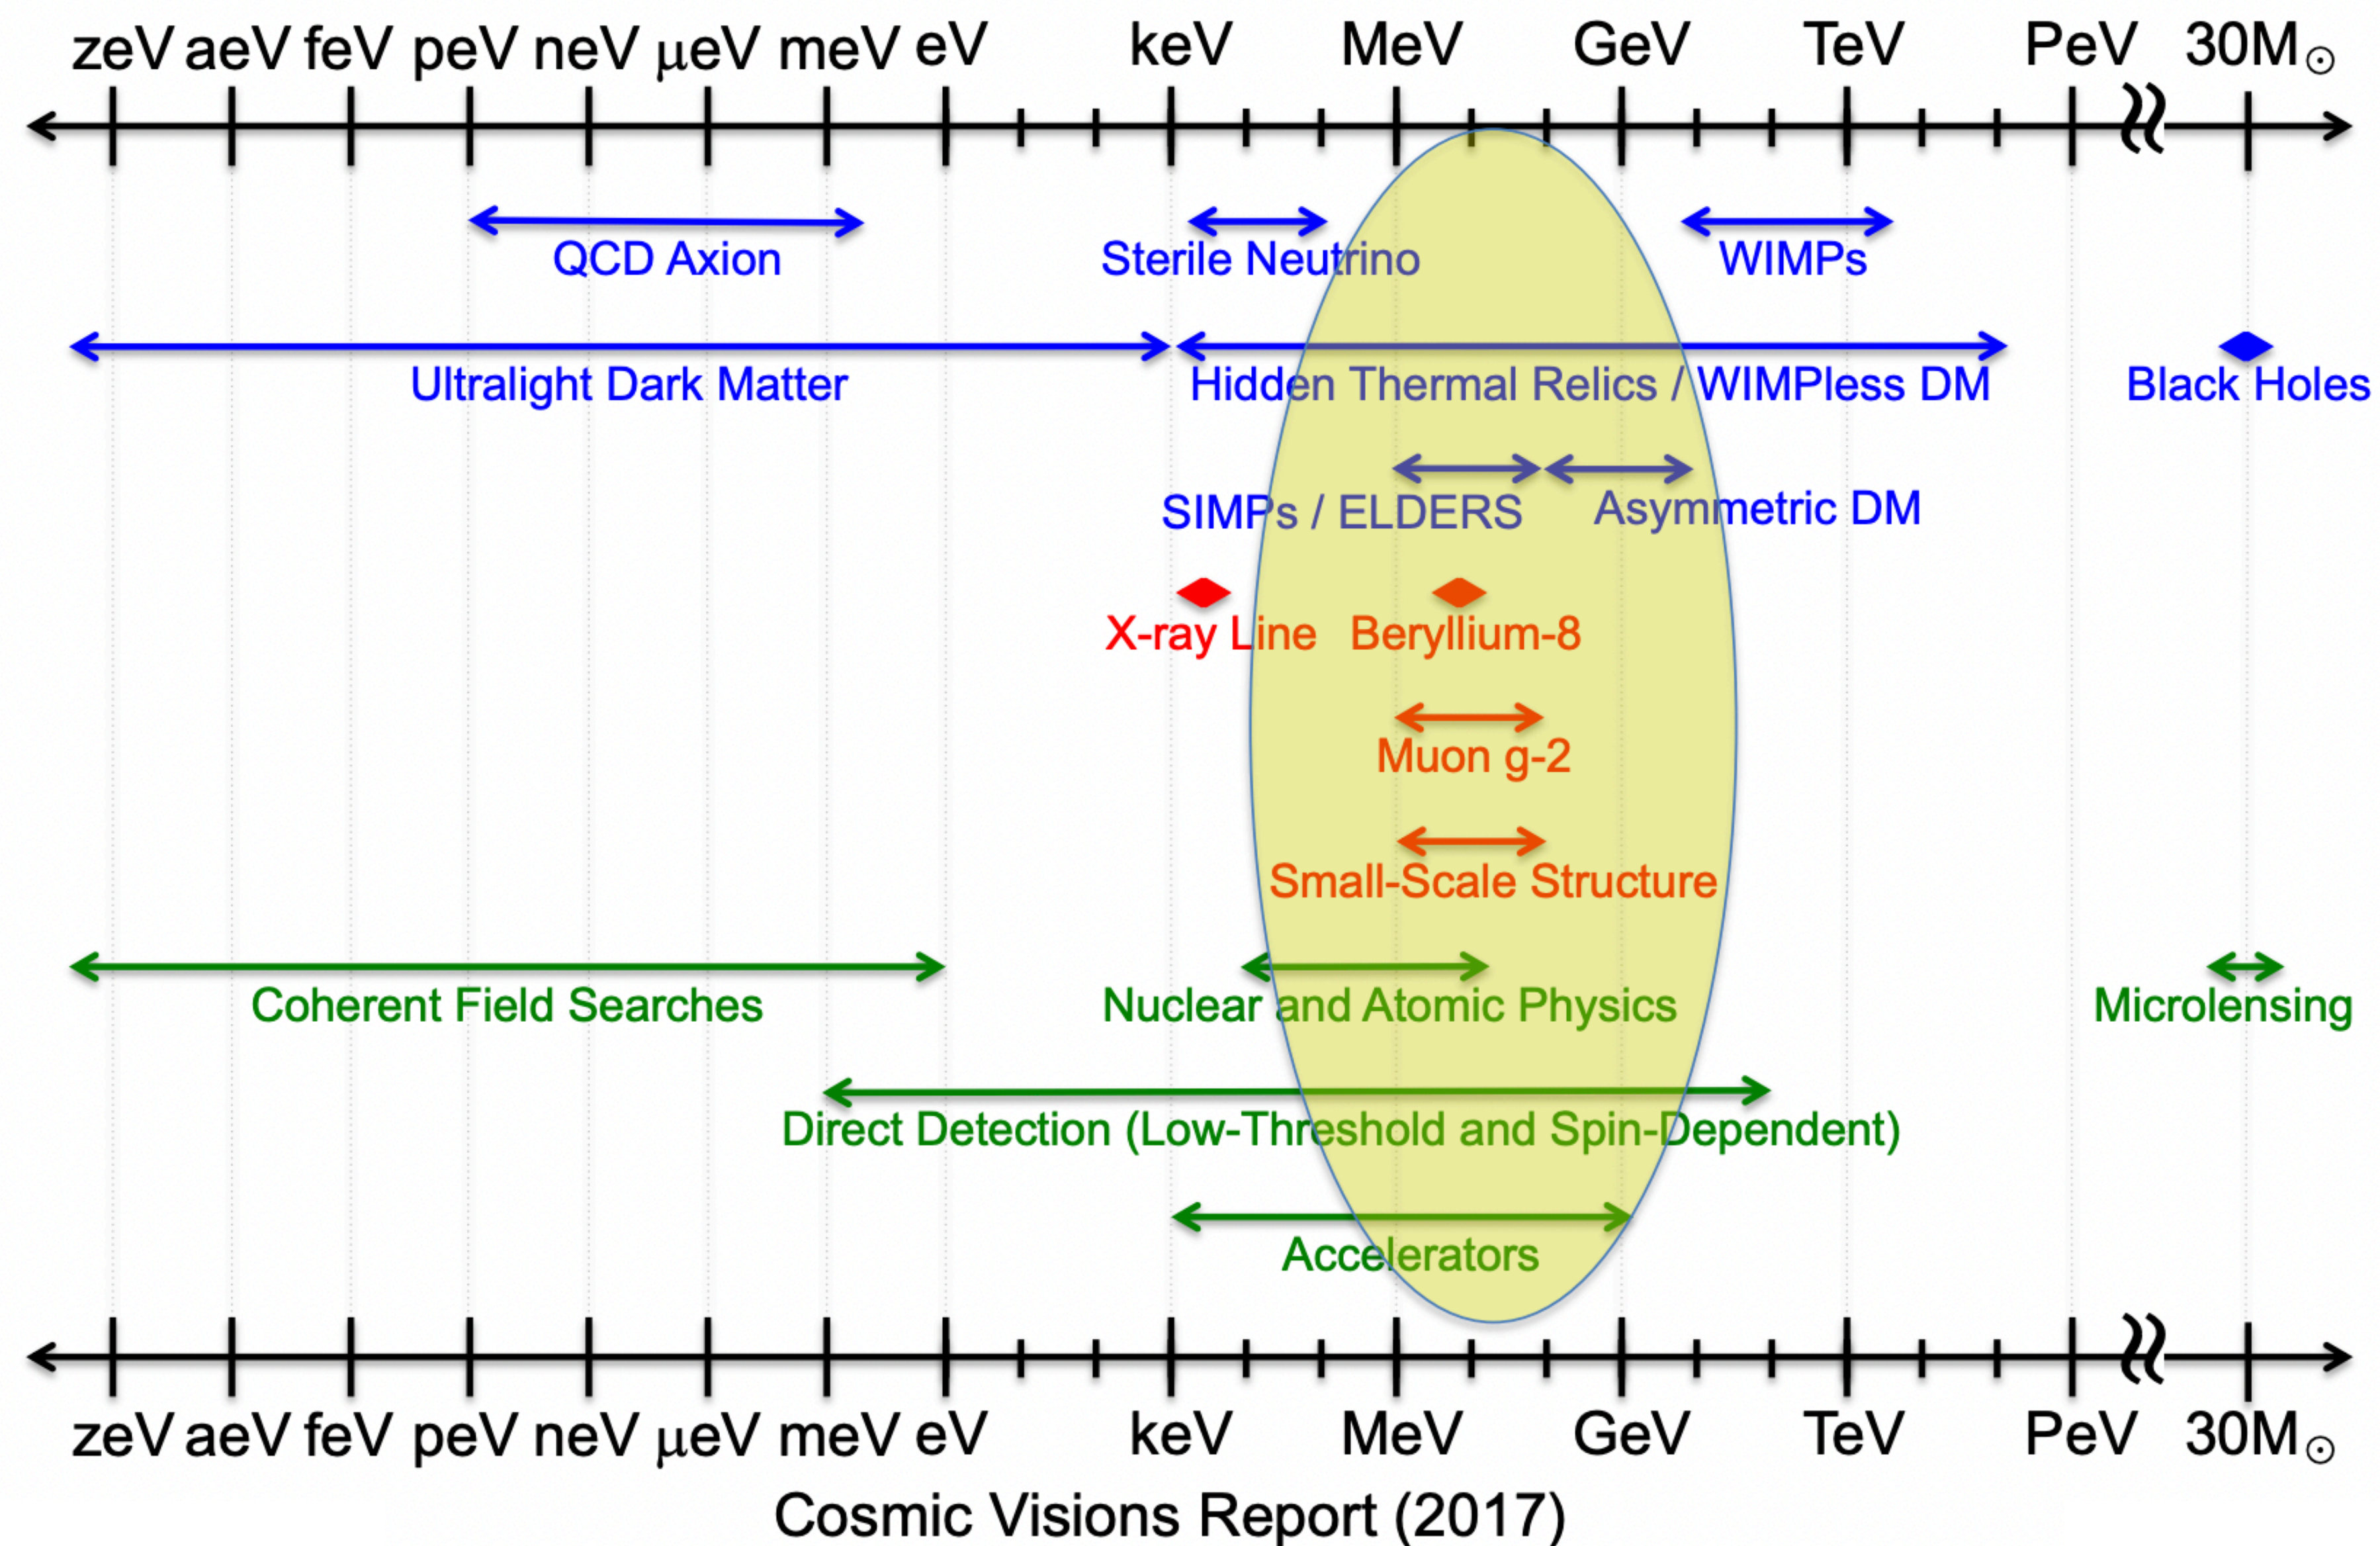 zeV aeV feV peV neV μeV meV eV keV MeV GeV TeV PeV 30M☉
QCD Axion Sterile Neutrino WIMPs
Ultralight Dark Matter Hidden Thermal Relics / WIMPless DM Black Holes
SIMPs / ELDERS Asymmetric DM
X-ray Line Beryllium-8
Muon g-2
Small-Scale Structure
Coherent Field Searches Nuclear and Atomic Physics Microlensing
Direct Detection (Low-Threshold and Spin-Dependent)
Accelerators
zeV aeV feV peV neV μeV meV eV keV MeV GeV TeV PeV 30M☉
Cosmic Visions Report (2017)